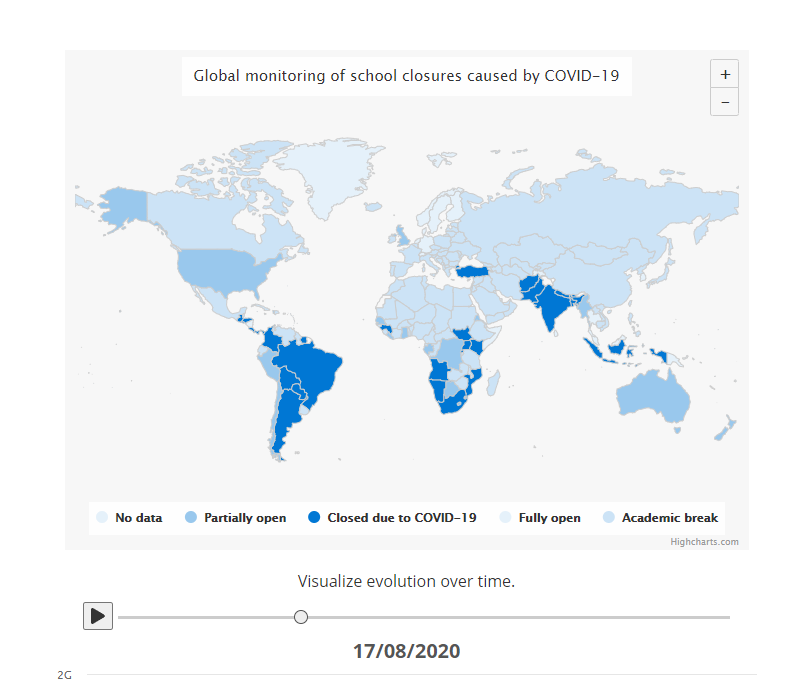 Global monitoring of school closures caused by COVID-19
+
−
No data Partially open Closed due to COVID-19 Fully open Academic break
Highcharts.com
Visualize evolution over time.
17/08/2020
2G